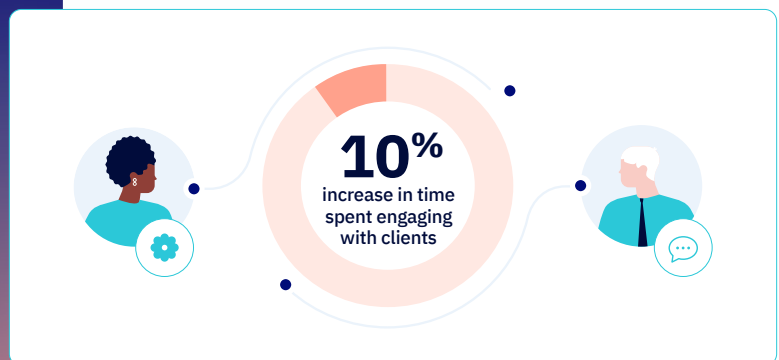 10%
increase in time
spent engaging
with clients